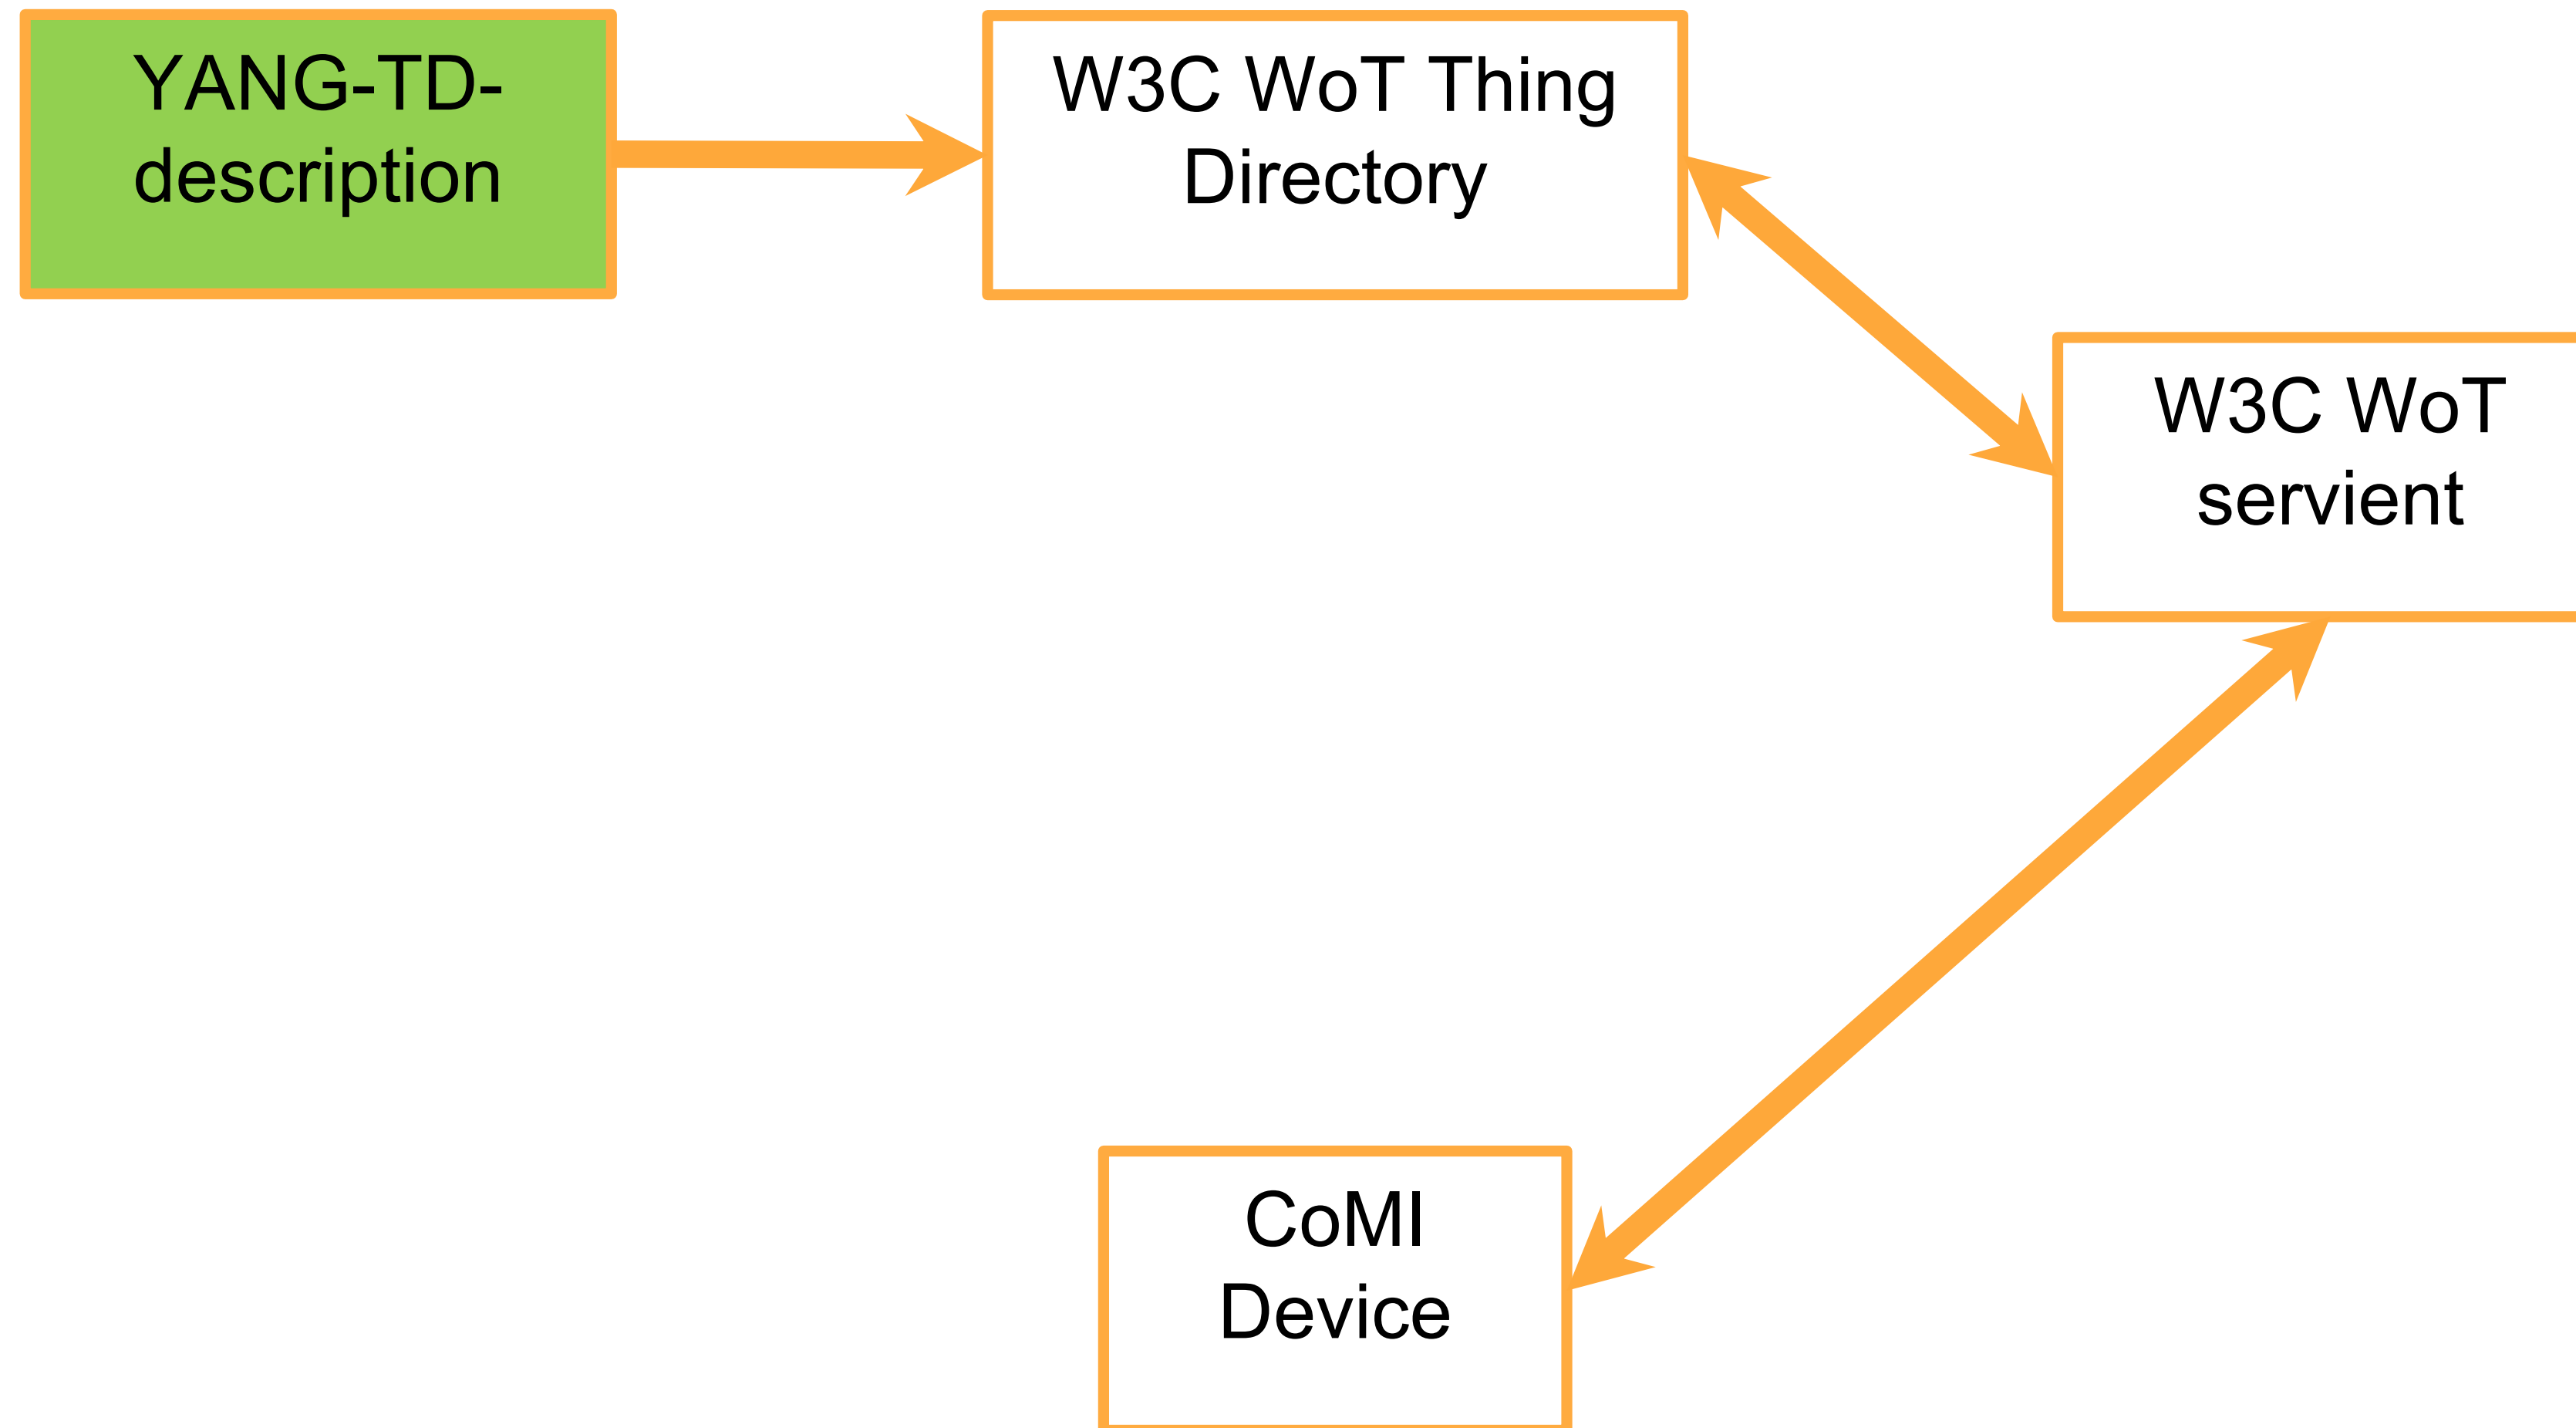 YANG-TD-
description
W3C WoT Thing
Directory
W3C WoT
servient
CoMI
Device